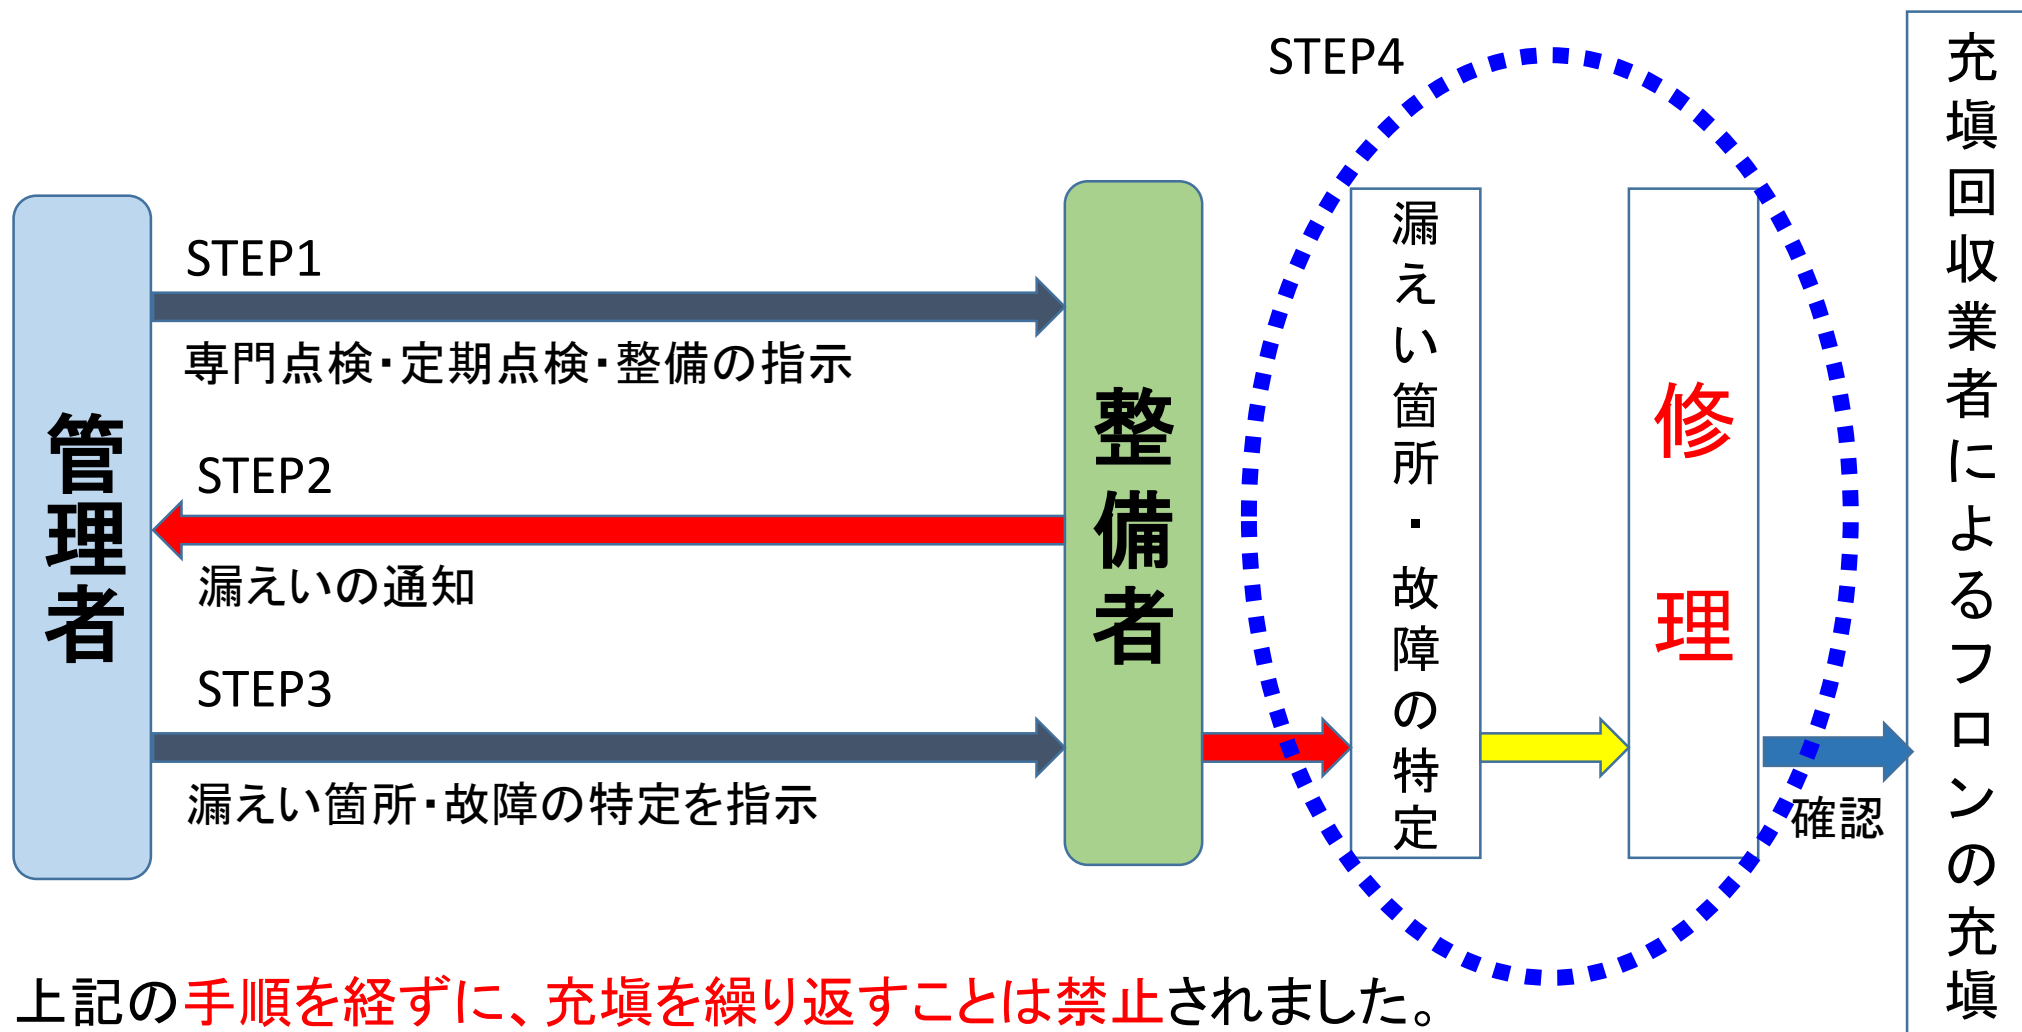 管理者
STEP1
専門点検・定期点検・整備の指示
STEP2
漏えいの通知
STEP3
漏えい箇所・故障の特定を指示
整備者
STEP4
漏えい箇所・故障の特定
修理
確認
充塡回収業者によるフロンの充塡
上記の手順を経ずに、充塡を繰り返すことは禁止されました。